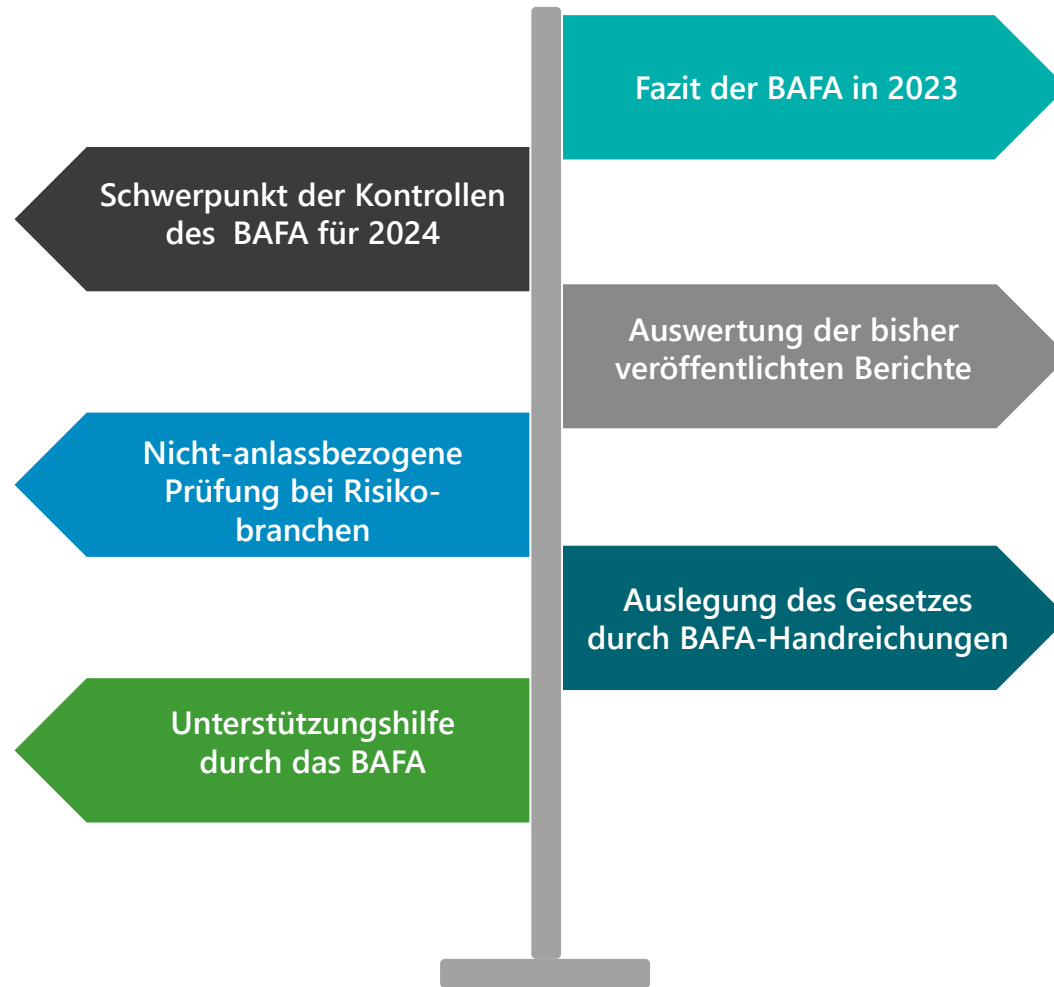 Fazit der BAFA in 2023
Schwerpunkt der Kontrollen
des  BAFA für 2024
Auswertung der bisher
veröffentlichten Berichte
Nicht-anlassbezogene
Prüfung bei Risiko-
branchen
Auslegung des Gesetzes
durch BAFA-Handreichungen
Unterstützungshilfe
durch das BAFA